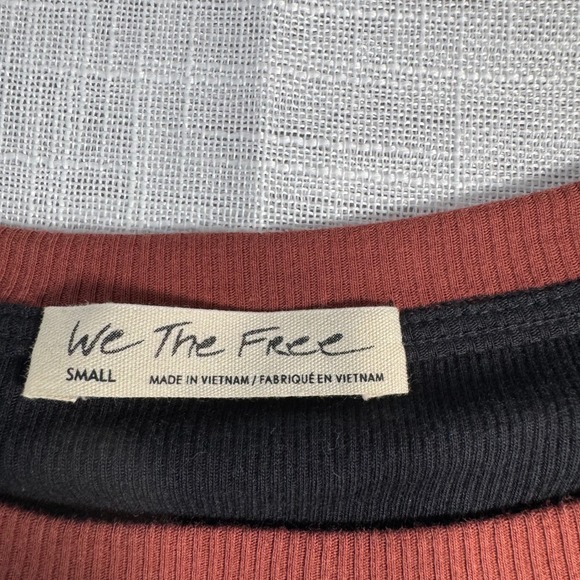 We The Free
SMALL MADE IN VIETNAM / FABRIQUÉ EN VIETNAM